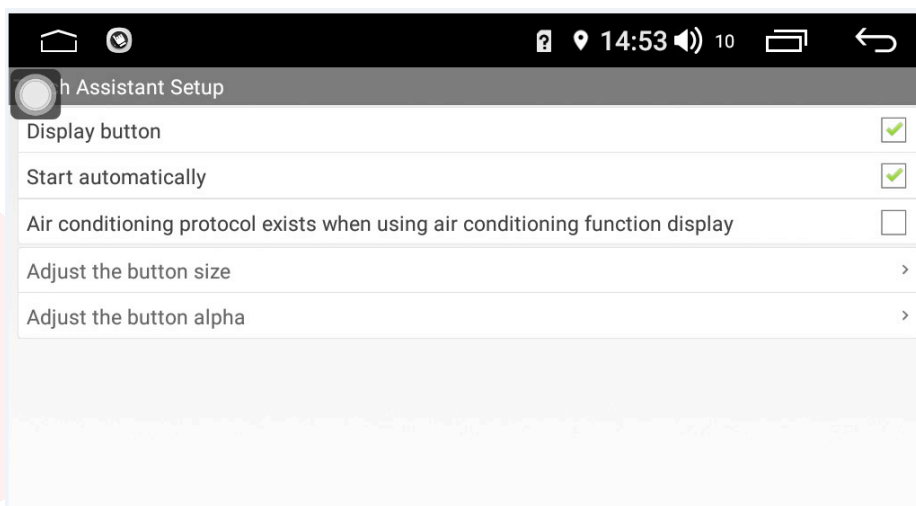 14:53 10
h Assistant Setup
Display button
Start automatically
Air conditioning protocol exists when using air conditioning function display
Adjust the button size
Adjust the button alpha